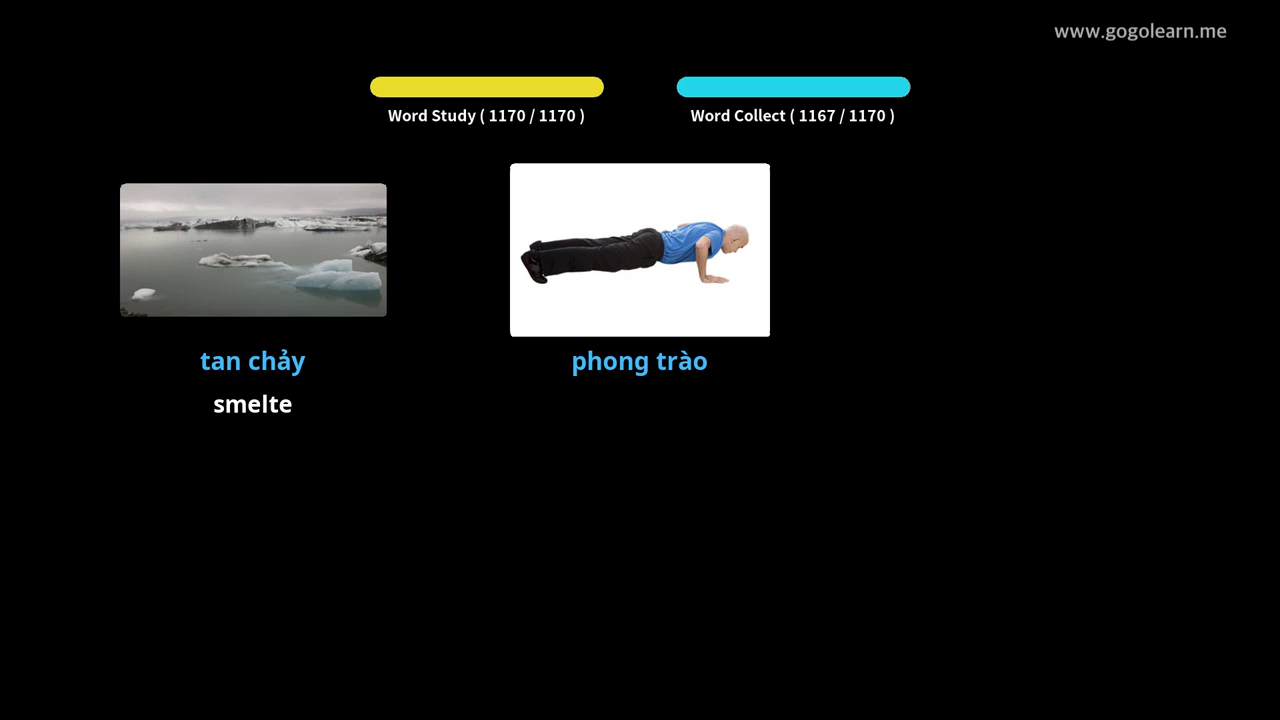 www.gogolearn.me
Word Study ( 1170 / 1170 )
Word Collect ( 1167 / 1170 )
tan chảy
smelte
phong trào